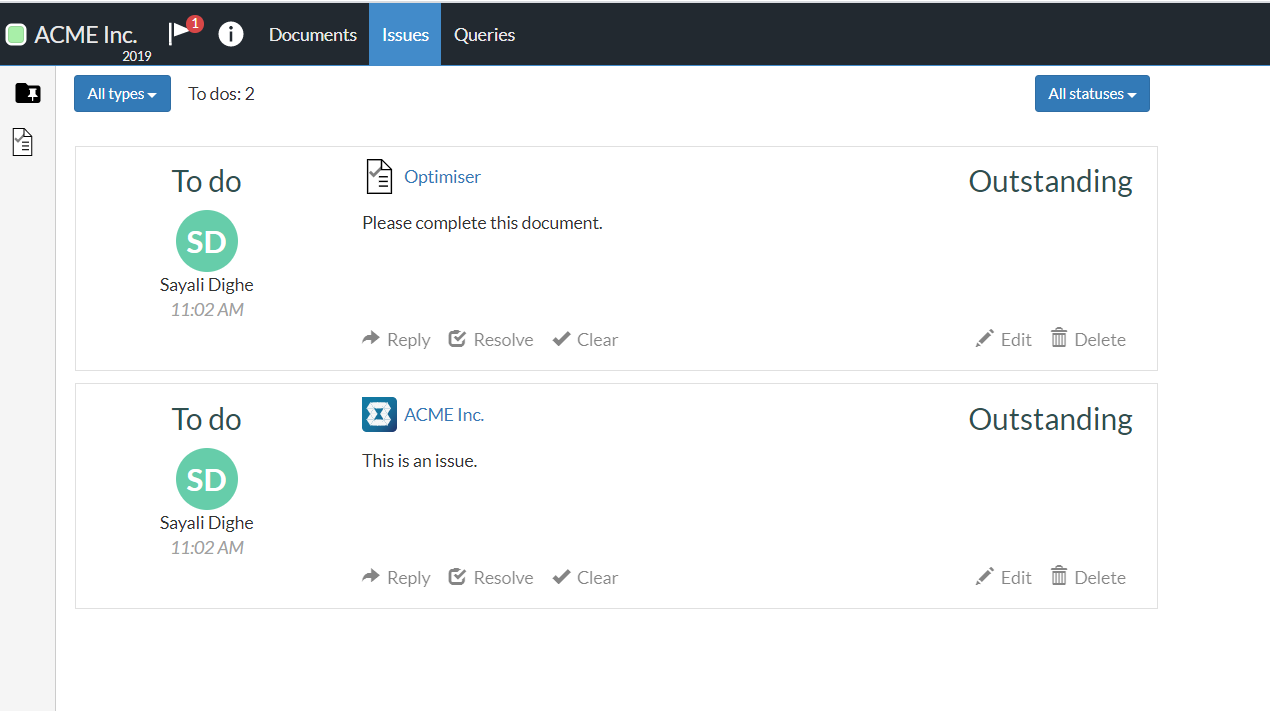 ACME Inc. 1 Documents Issues Queries
2019
All types To dos: 2 All statuses
To do Optimiser Outstanding
Please complete this document.
SD
Sayali Dighe
11:02 AM
Reply Resolve Clear Edit Delete
To do ACME Inc. Outstanding
This is an issue.
SD
Sayali Dighe
11:02 AM
Reply Resolve Clear Edit Delete